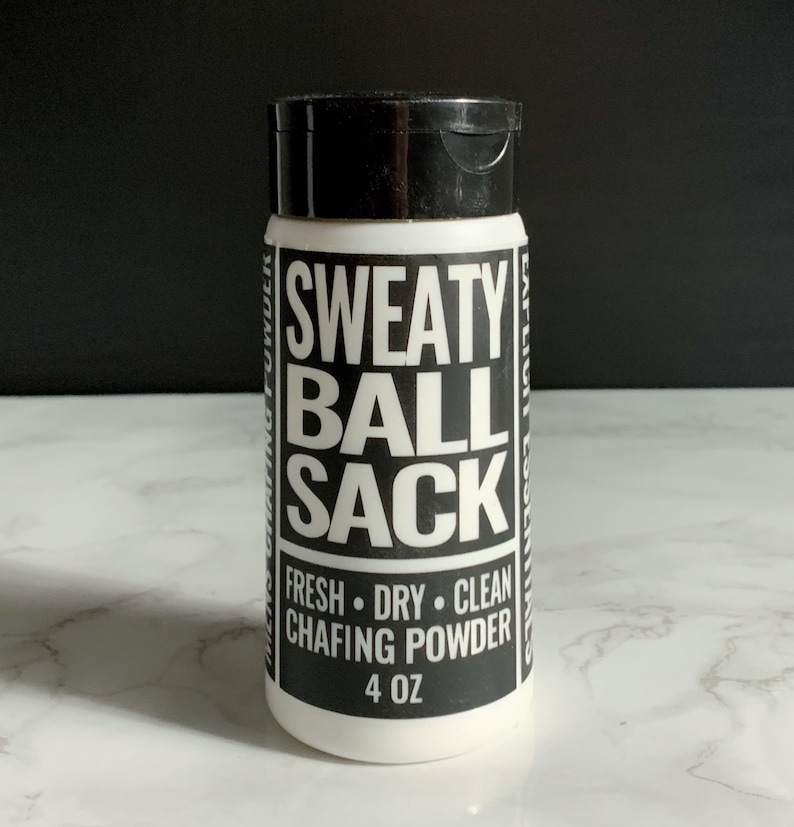 SWEATY
BALL
SACK
FRESH • DRY • CLEAN
CHAFING POWDER
4 OZ
MENS CHAFING POWDER
EXPLICIT ESSENTIALS